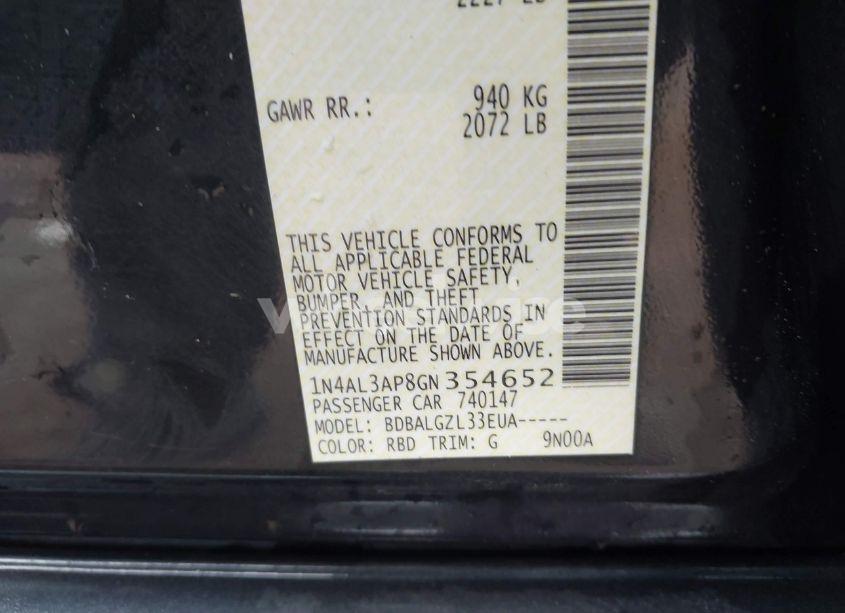 GAWR RR.: 940 KG
2072 LB
THIS VEHICLE CONFORMS TO
ALL APPLICABLE FEDERAL
MOTOR VEHICLE SAFETY,
BUMPER, AND THEFT
PREVENTION STANDARDS IN
EFFECT ON THE DATE OF
MANUFACTURE SHOWN ABOVE.
1N4AL3AP8GN354652
PASSENGER CAR 740147
MODEL: BDBALGZL33EUA-----
COLOR: RBD TRIM: G 9N00A